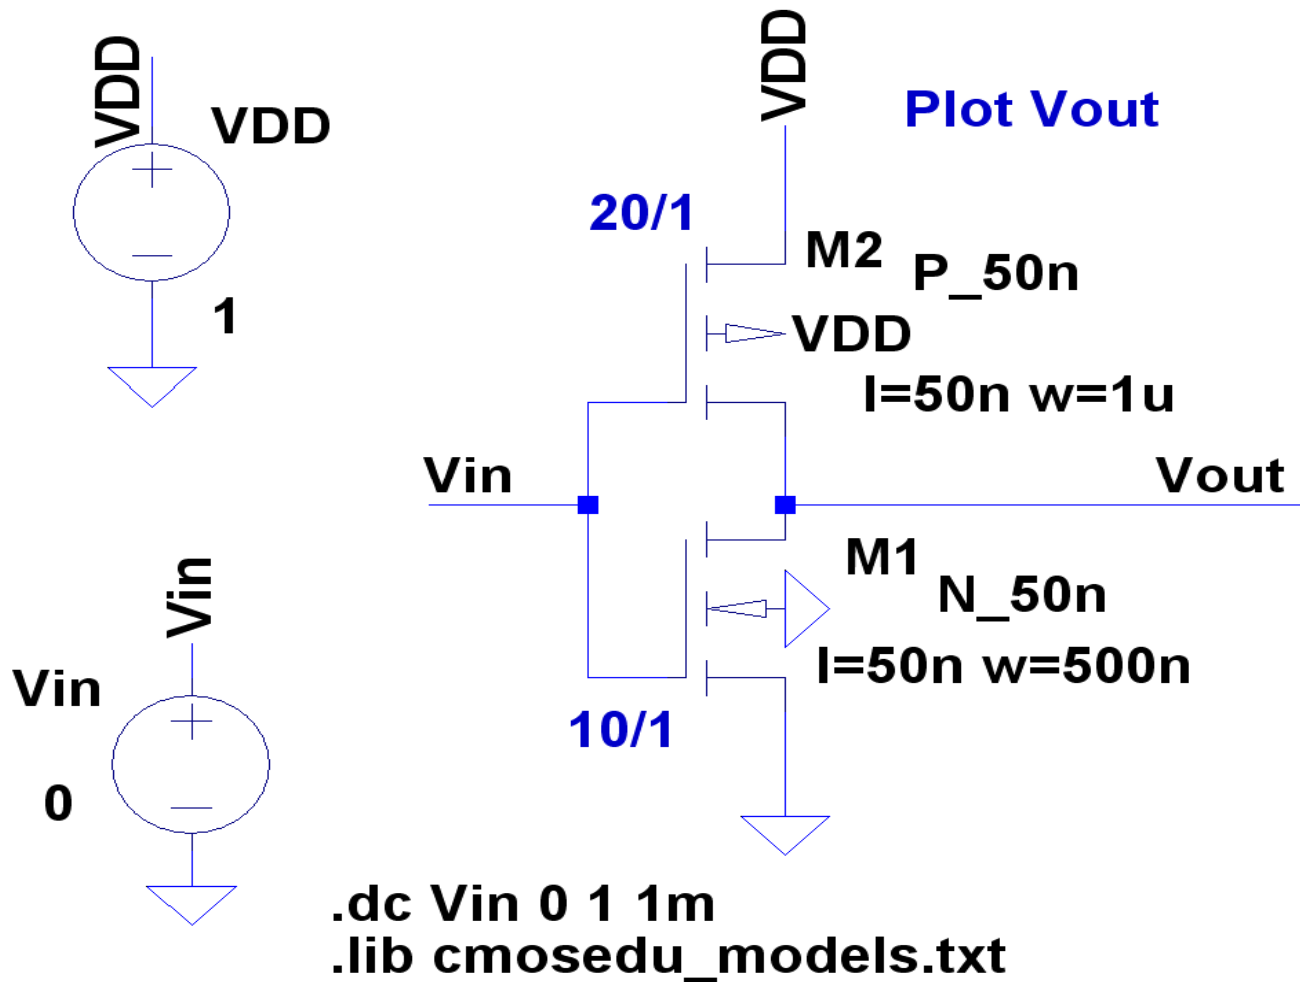 VDD
VDD
1
VDD
Plot Vout
20/1
M2
P_50n
VDD
l=50n w=1u
Vin
Vout
M1
N_50n
l=50n w=500n
10/1
Vin
Vin
0
.dc Vin 0 1 1m
.lib cmosedu_models.txt